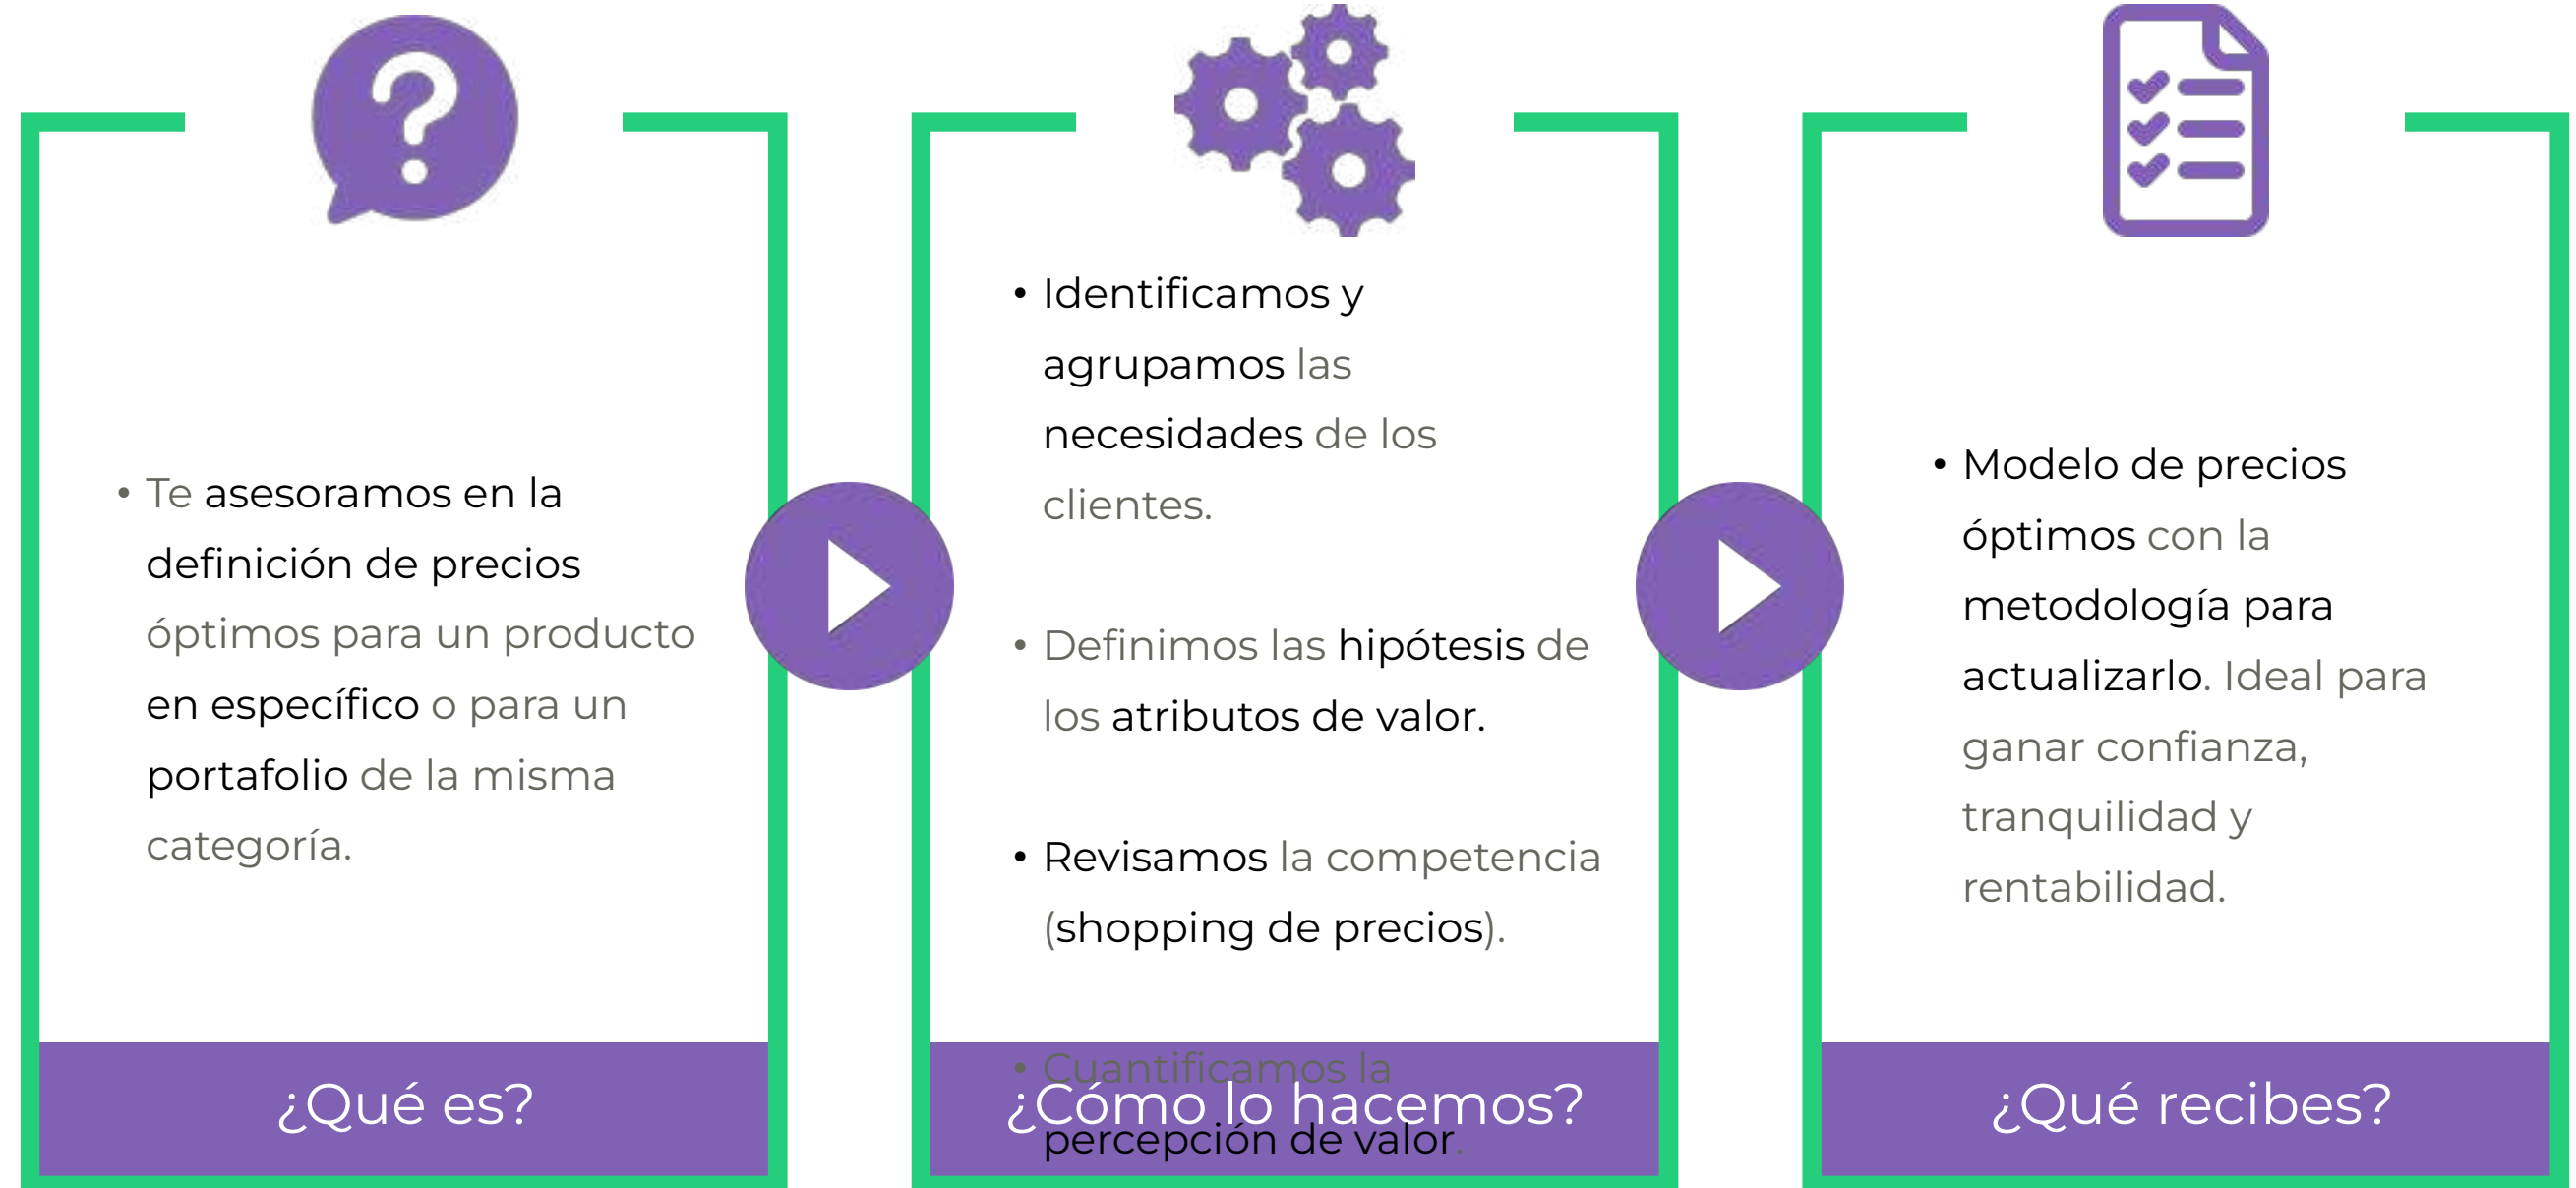 • Te asesoramos en la
definición de precios
óptimos para un producto
en específico o para un
portafolio de la misma
categoría.
¿Qué es?
• Identificamos y
agrupamos las
necesidades de los
clientes.
• Definimos las hipótesis de
los atributos de valor.
• Revisamos la competencia
(shopping de precios).
• Cuantificamos la
percepción de valor.
¿Cómo lo hacemos?
• Modelo de precios
óptimos con la
metodología para
actualizarlo. Ideal para
ganar confianza,
tranquilidad y
rentabilidad.
¿Qué recibes?